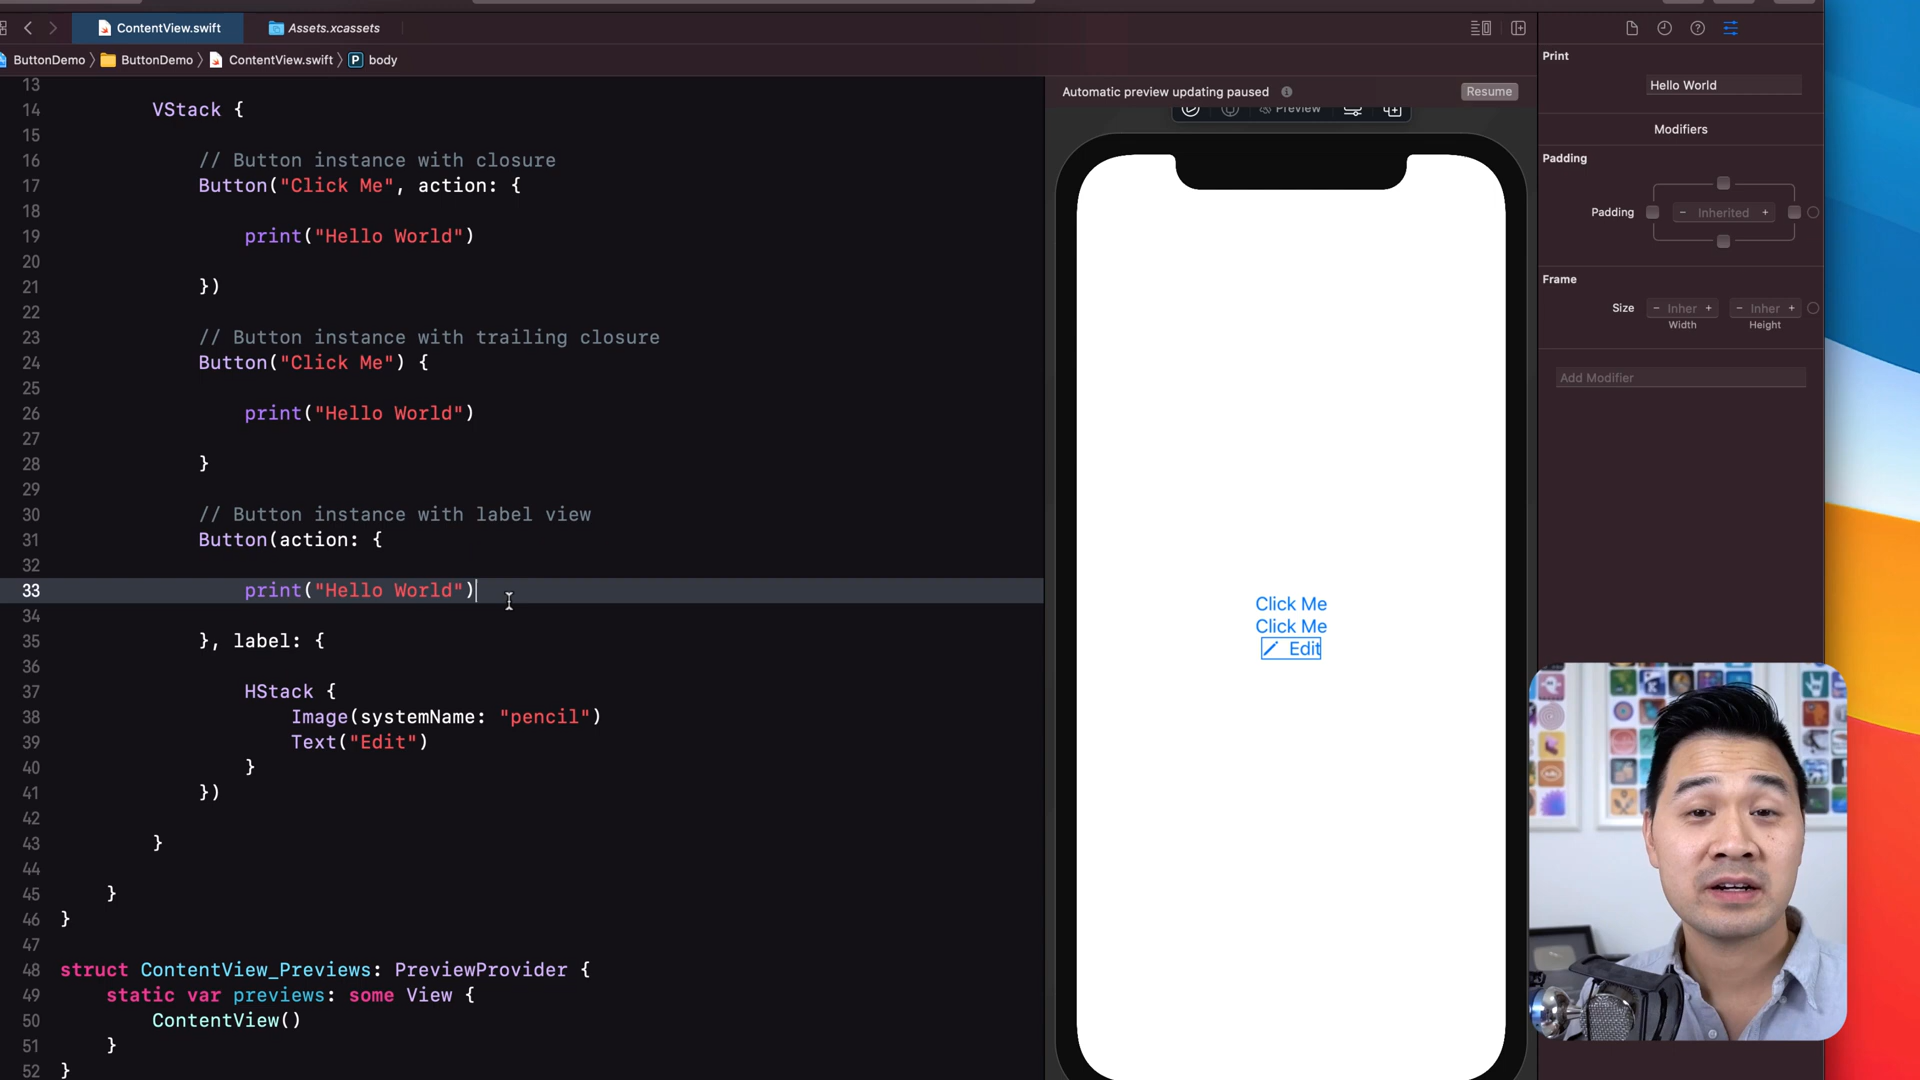 ContentView.swift
Assets.xcassets
ButtonDemo
ButtonDemo
ContentView.swift
P
body
13
14 VStack {
15
16 // Button instance with closure
17 Button("Click Me", action: {
18
19 print("Hello World")
20
21 })
22
23 // Button instance with trailing closure
24 Button("Click Me") {
25
26 print("Hello World")
27
28 }
29
30 // Button instance with label view
31 Button(action: {
32
33 print("Hello World")
34
35 }, label: {
36
37 HStack {
38 Image(systemName: "pencil")
39 Text("Edit")
40 }
41 })
42
43 }
44
45 }
46 }
47
48 struct ContentView_Previews: PreviewProvider {
49 static var previews: some View {
50 ContentView()
51 }
52 }
Automatic preview updating paused
Resume
Preview
Click Me
Click Me
Edit
Print
Hello World
Modifiers
Padding
Padding
− Inherited +
Frame
Size
− Inher +
− Inher +
Width
Height
Add Modifier